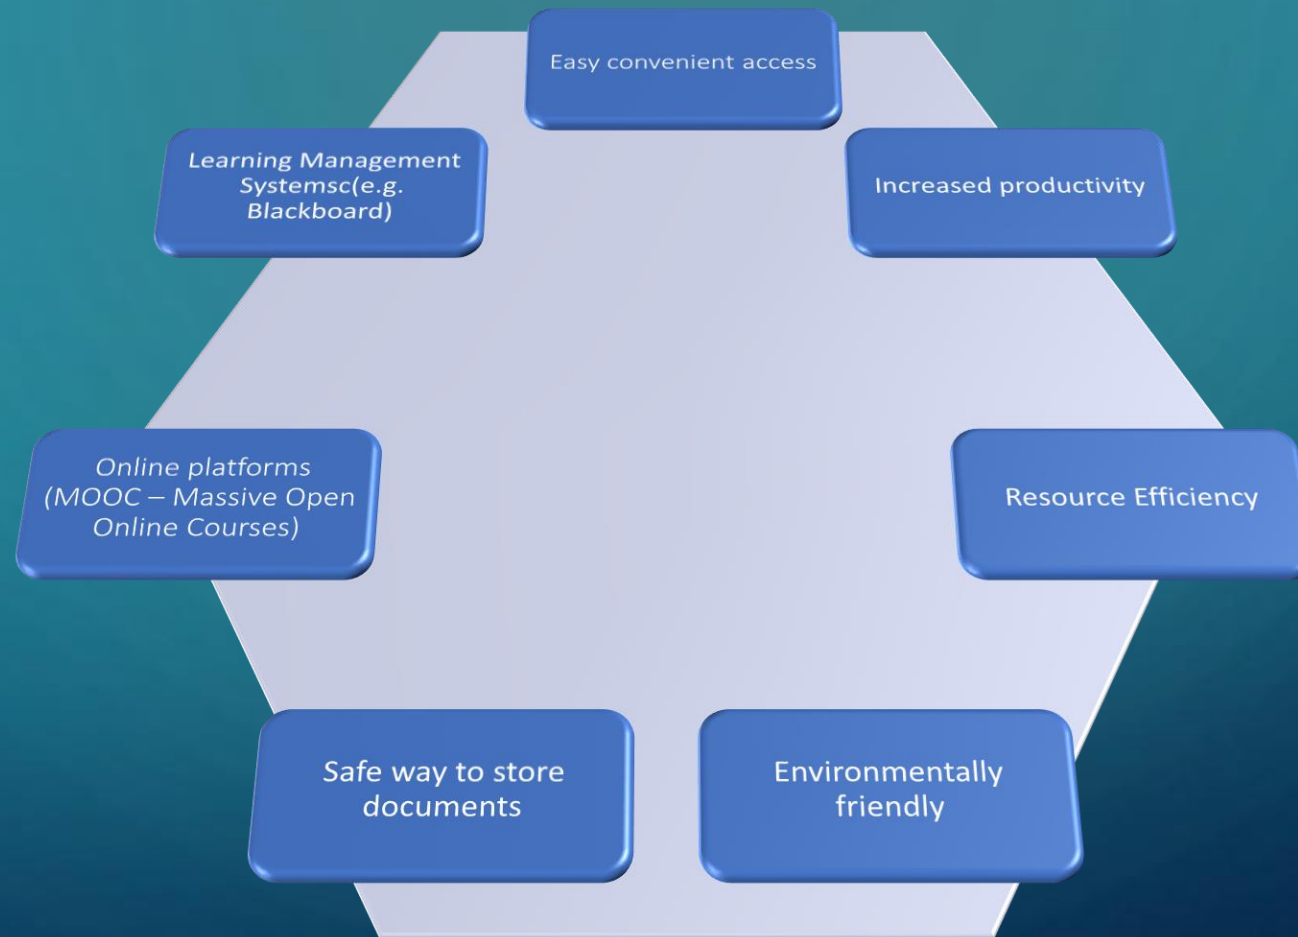 Easy convenient access
Learning Management
Systemsc(e.g.
Blackboard)
Increased productivity
Online platforms
(MOOC – Massive Open
Online Courses)
Resource Efficiency
Safe way to store
documents
Environmentally
friendly